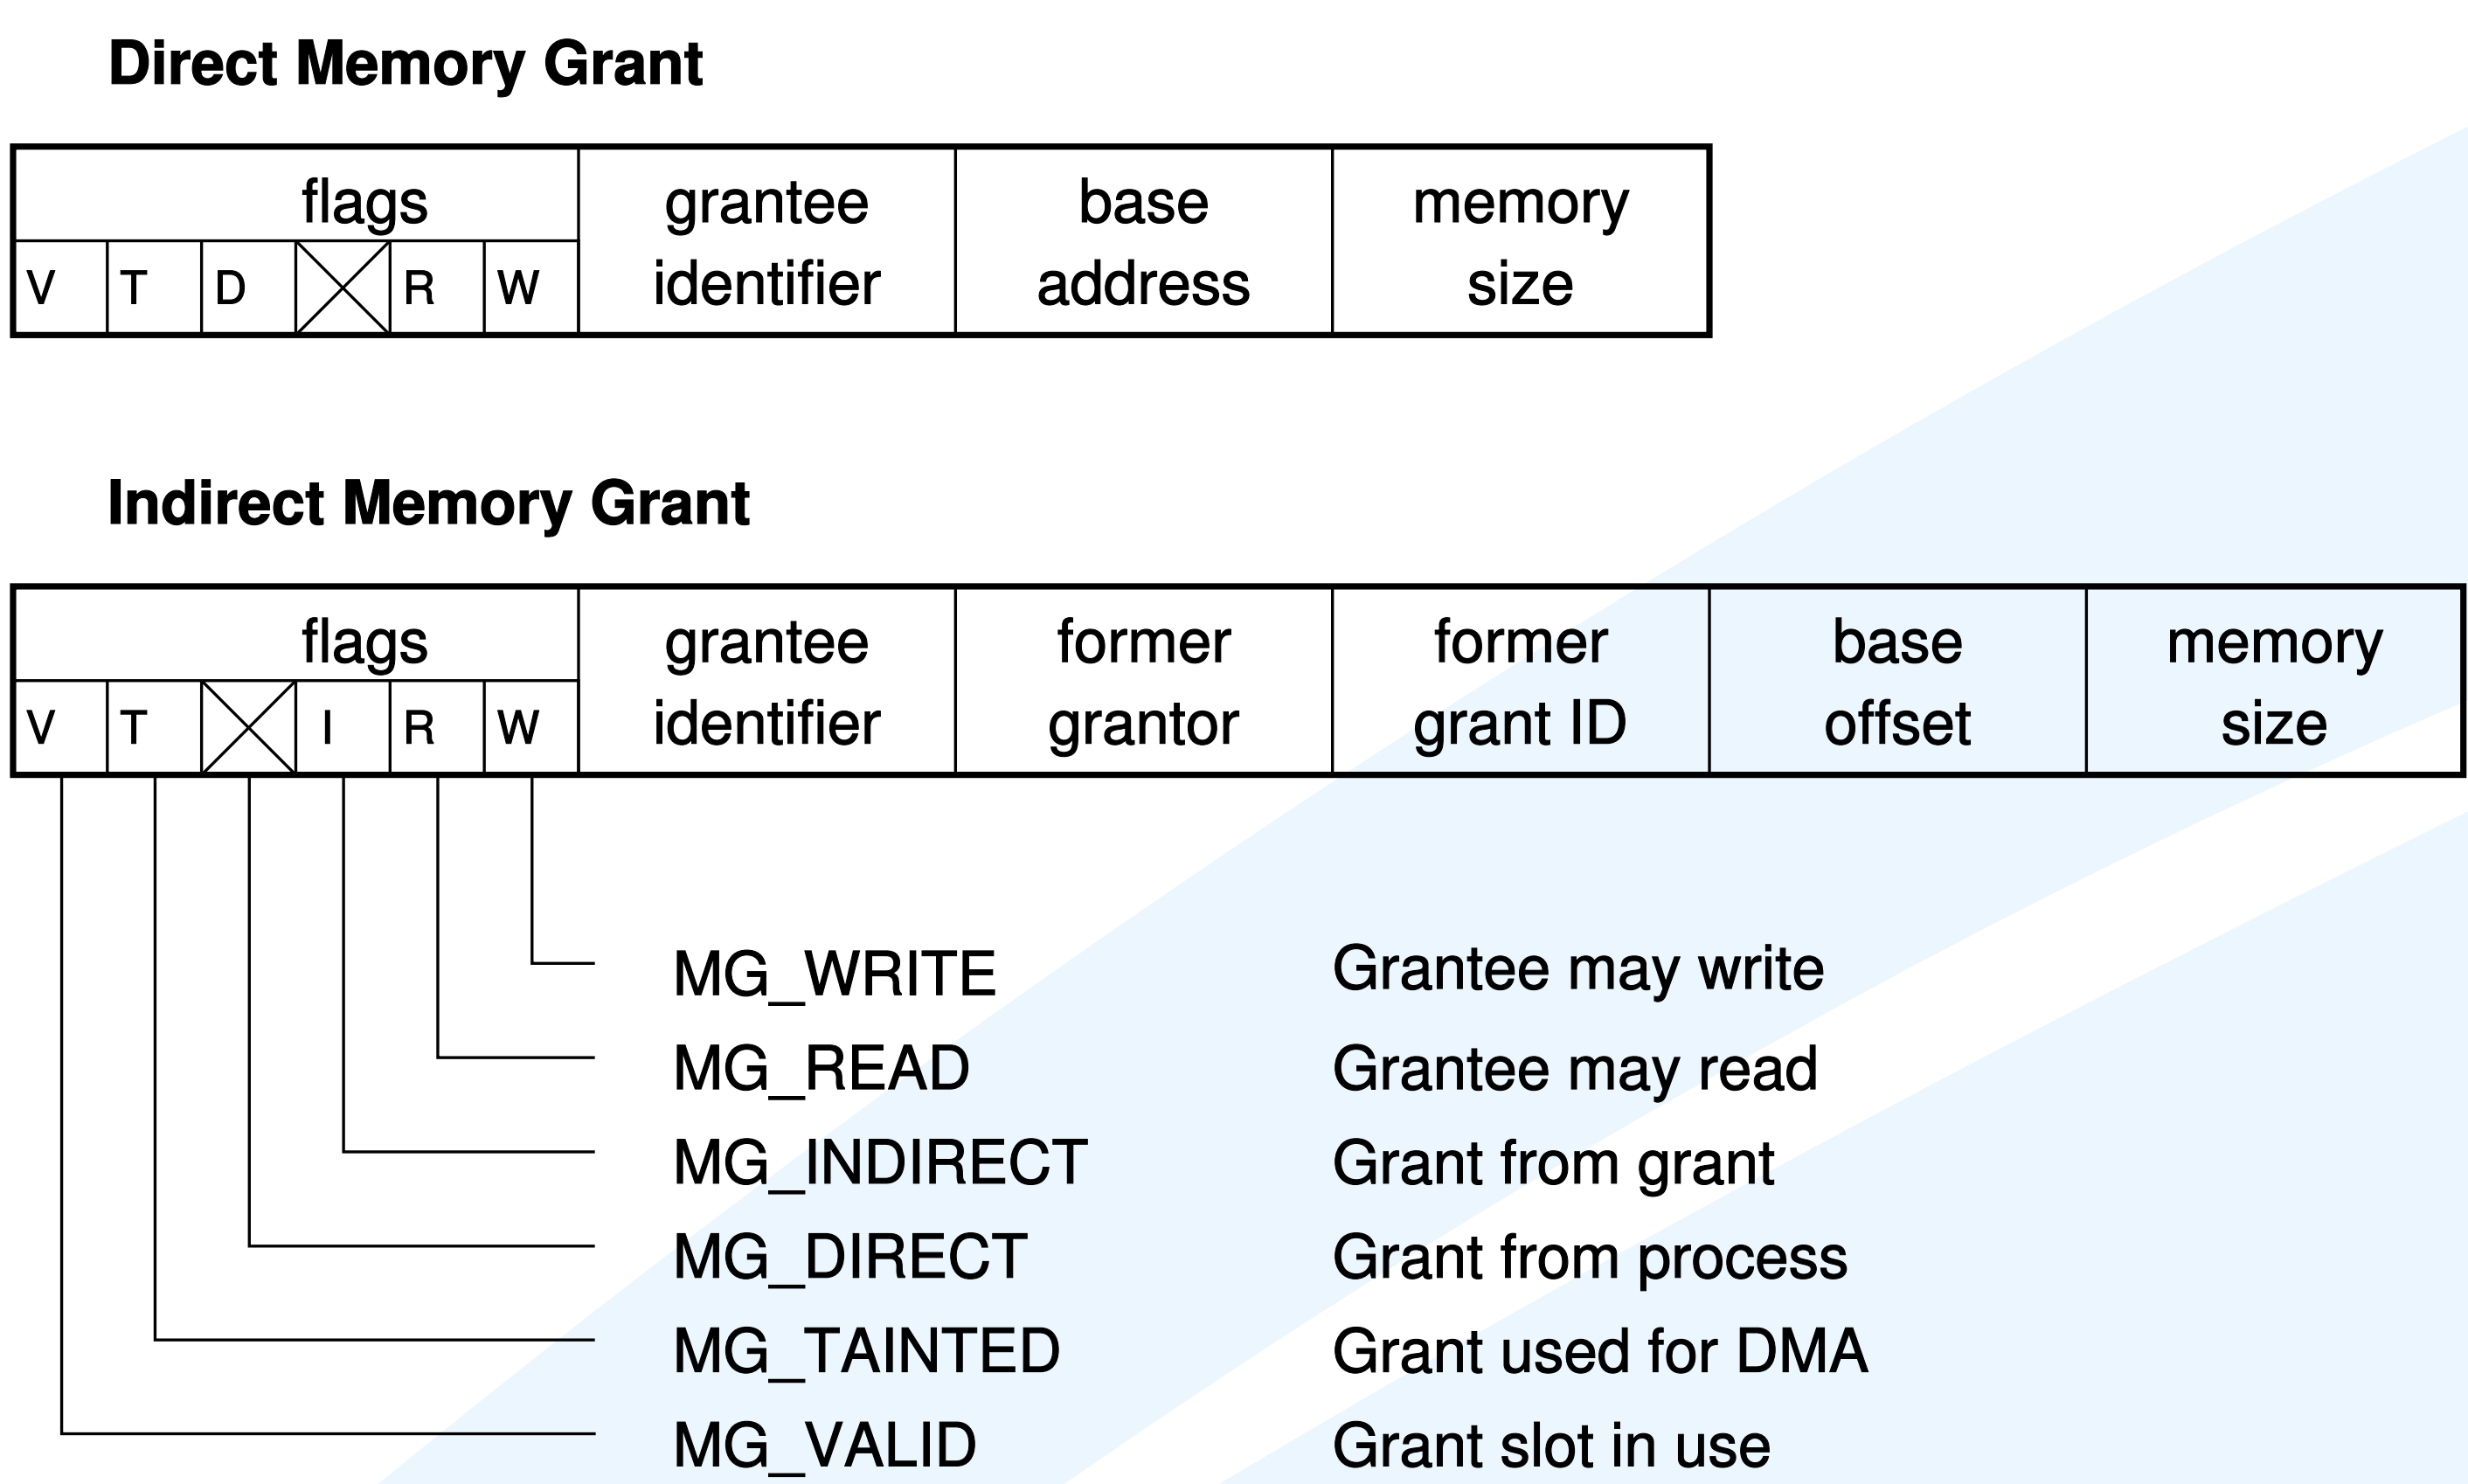 Direct Memory Grant
flags grantee base memory
V T D R W identifier address size
Indirect Memory Grant
flags grantee former former base memory
V T I R W identifier grantor grant ID offset size
MG_WRITE Grantee may write
MG_READ Grantee may read
MG_INDIRECT Grant from grant
MG_DIRECT Grant from process
MG_TAINTED Grant used for DMA
MG_VALID Grant slot in use